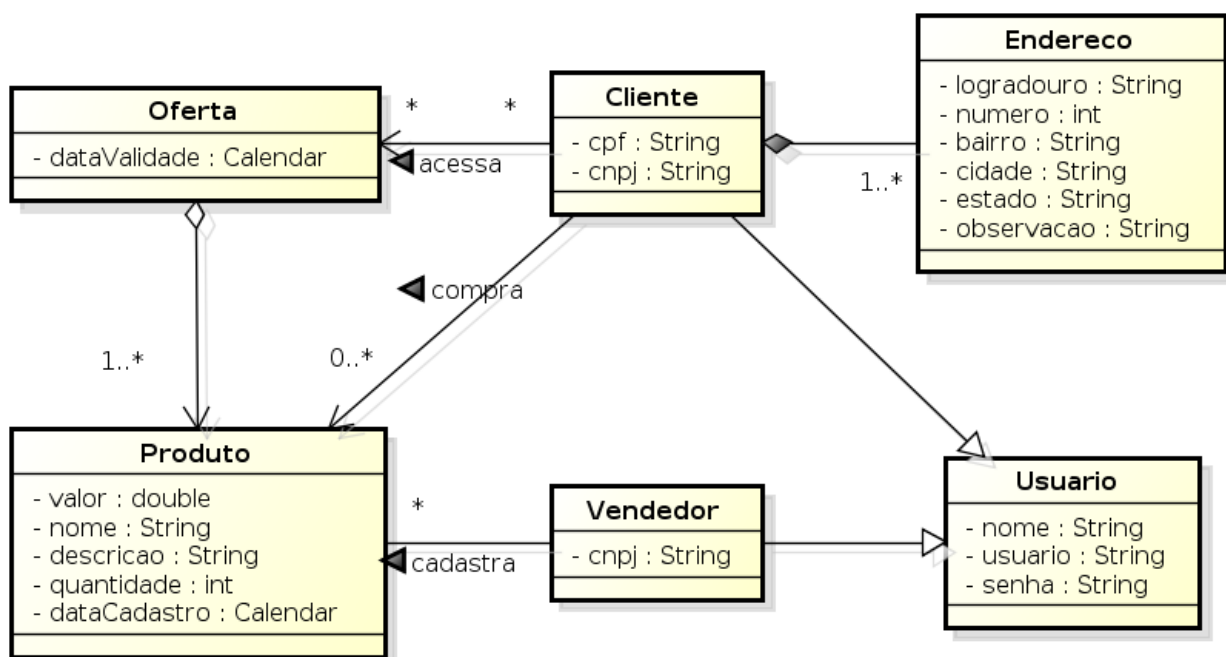 Endereco
- logradouro : String
- numero : int
- bairro : String
- cidade : String
- estado : String
- observacao : String
Cliente
- cpf : String
- cnpj : String
Oferta
- dataValidade : Calendar
*
*
acessa
1..*
compra
1..*
0..*
Produto
- valor : double
- nome : String
- descricao : String
- quantidade : int
- dataCadastro : Calendar
*
cadastra
Vendedor
- cnpj : String
Usuario
- nome : String
- usuario : String
- senha : String